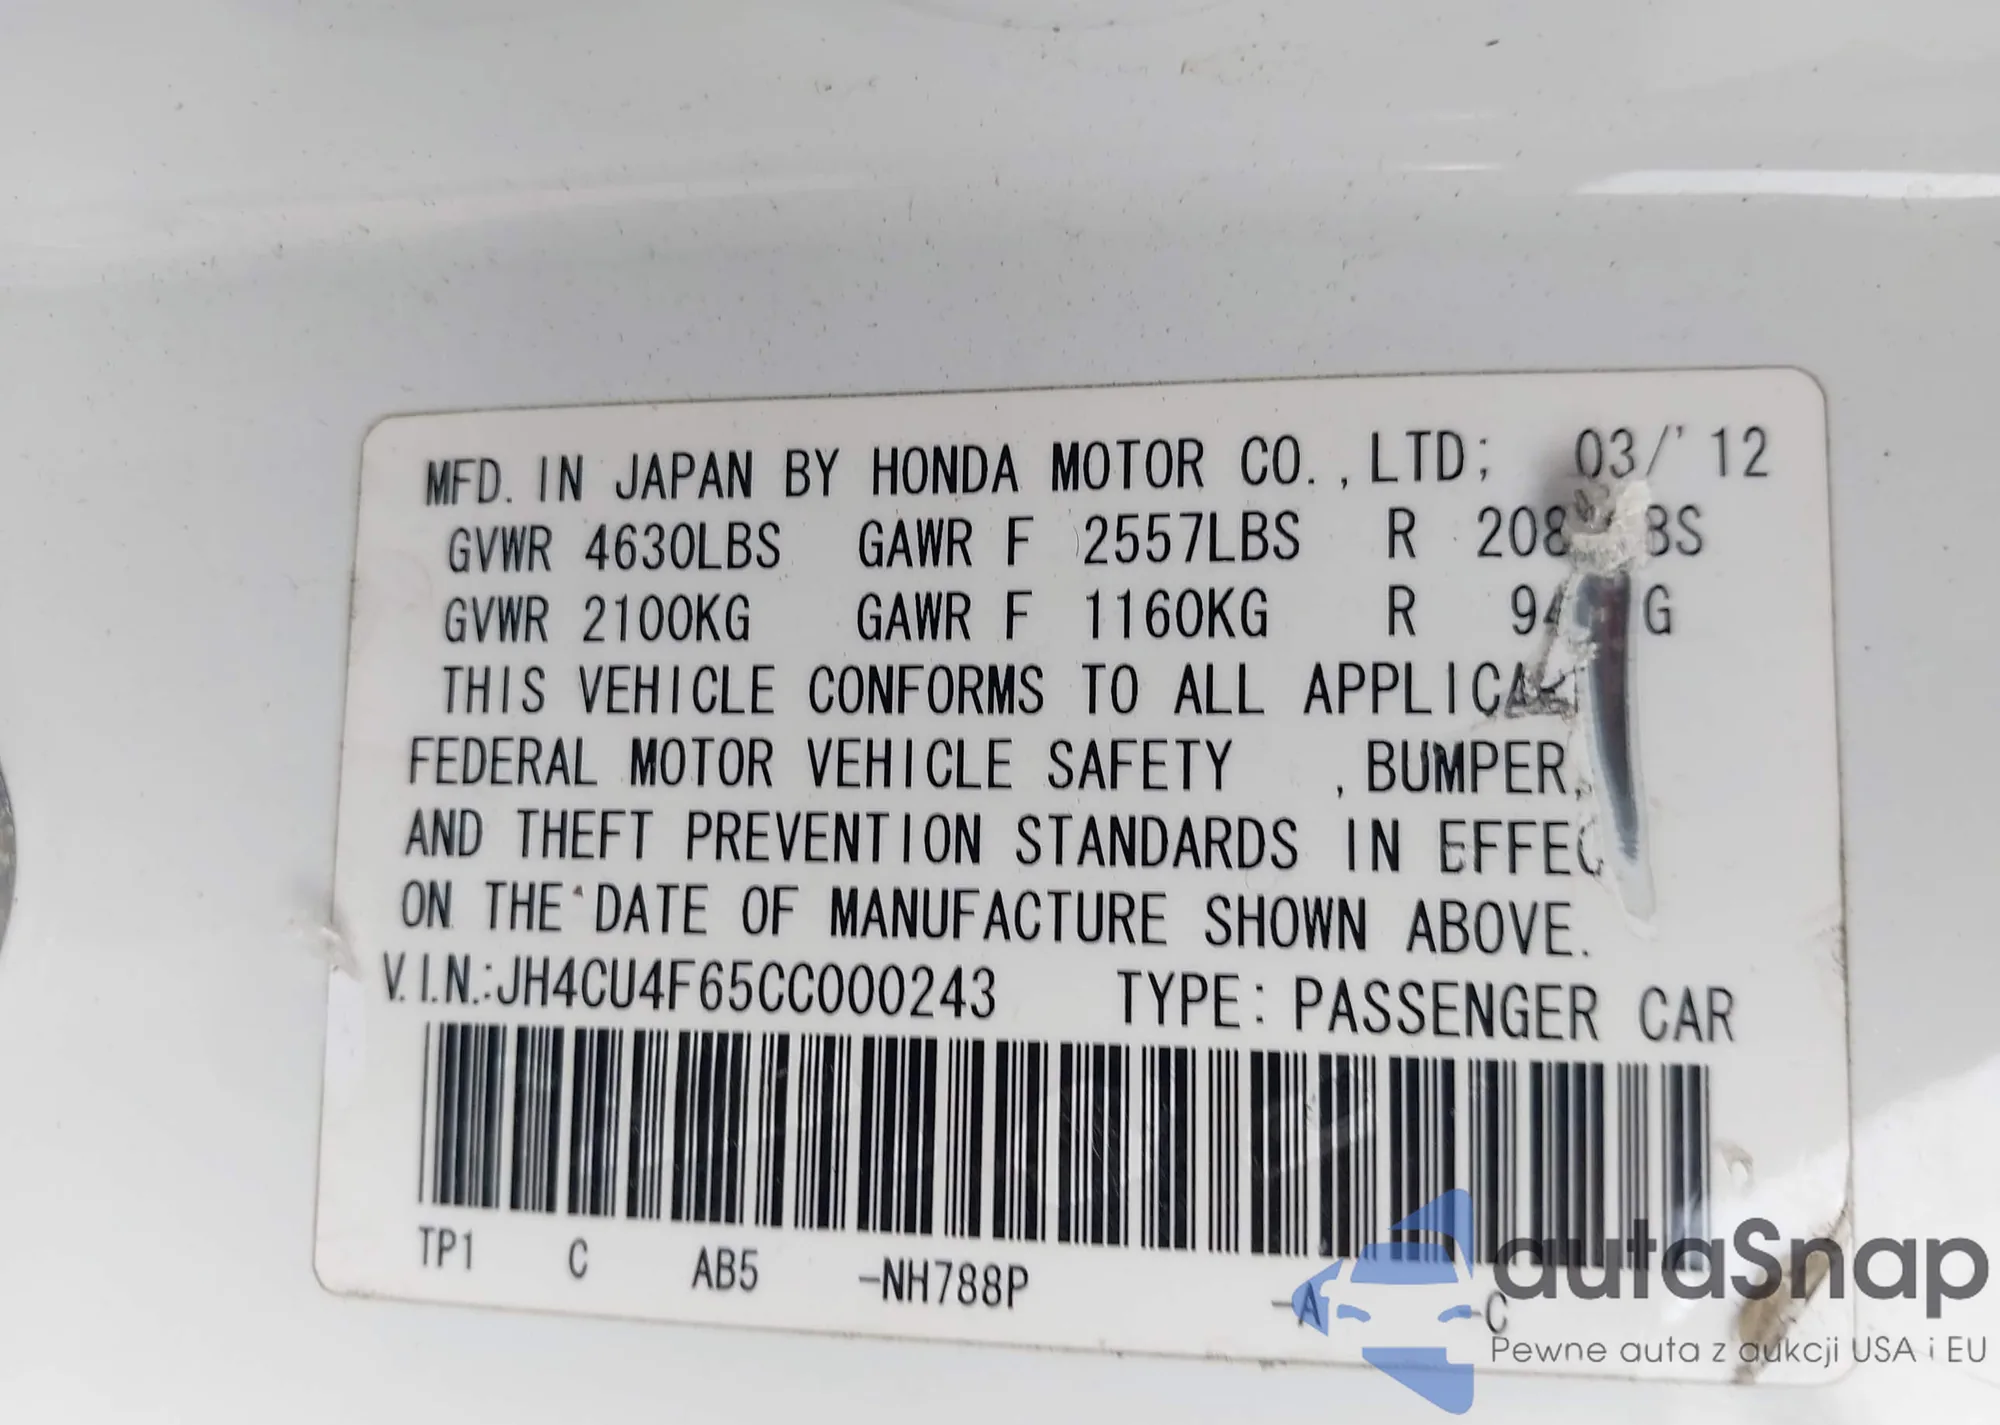 MFD. IN JAPAN BY HONDA MOTOR CO., LTD; 03/'12
GVWR 4630LBS GAWR F 2557LBS R
GVWR 2100KG GAWR F 1160KG R
THIS VEHICLE CONFORMS TO ALL
FEDERAL MOTOR VEHICLE SAFETY , BUMPER,
AND THEFT PREVENTION STANDARDS IN
ON THE DATE OF MANUFACTURE SHOWN ABOVE.
V.I.N.:JH4CU4F65CC000243 TYPE: PASSENGER CAR
TP1 C AB5 -NH788P -A -C
autaSnap
Pewne auta z aukcji USA i EU